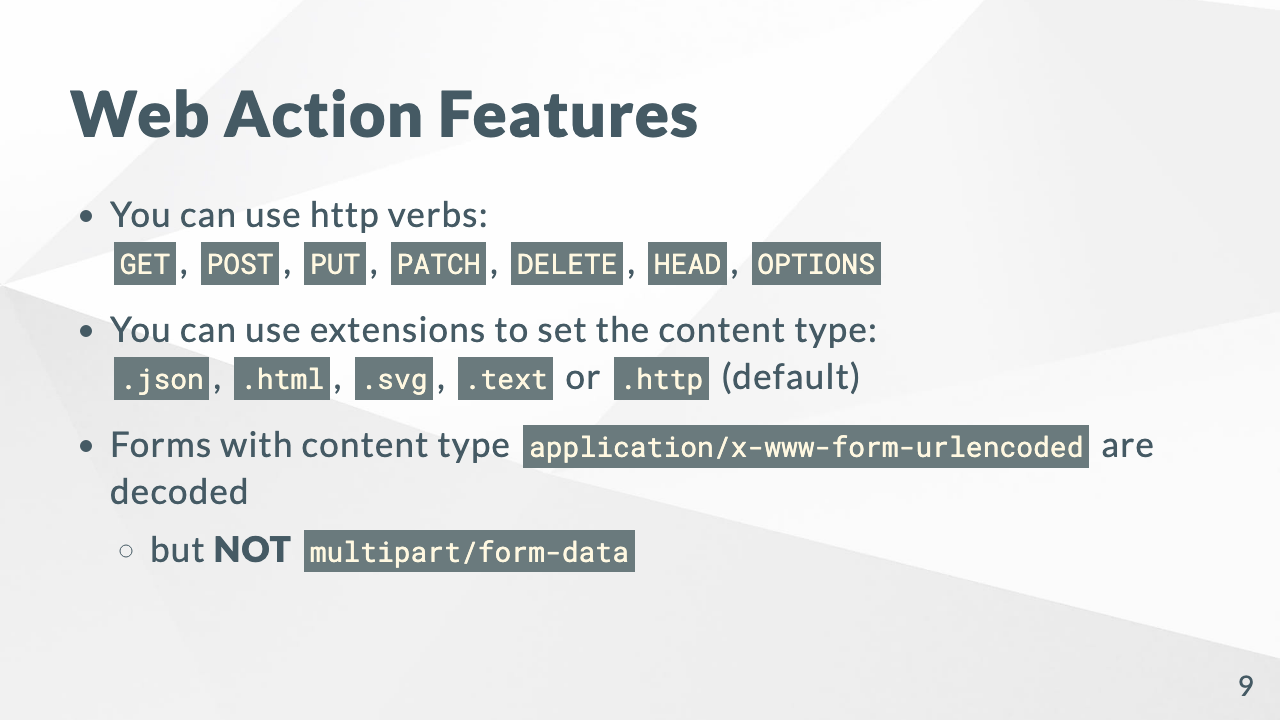 Web Action Features
• You can use http verbs:
GET, POST, PUT, PATCH, DELETE, HEAD, OPTIONS
• You can use extensions to set the content type:
.json, .html, .svg, .text or .http (default)
• Forms with content type application/x-www-form-urlencoded are
decoded
○ but NOT multipart/form-data
9